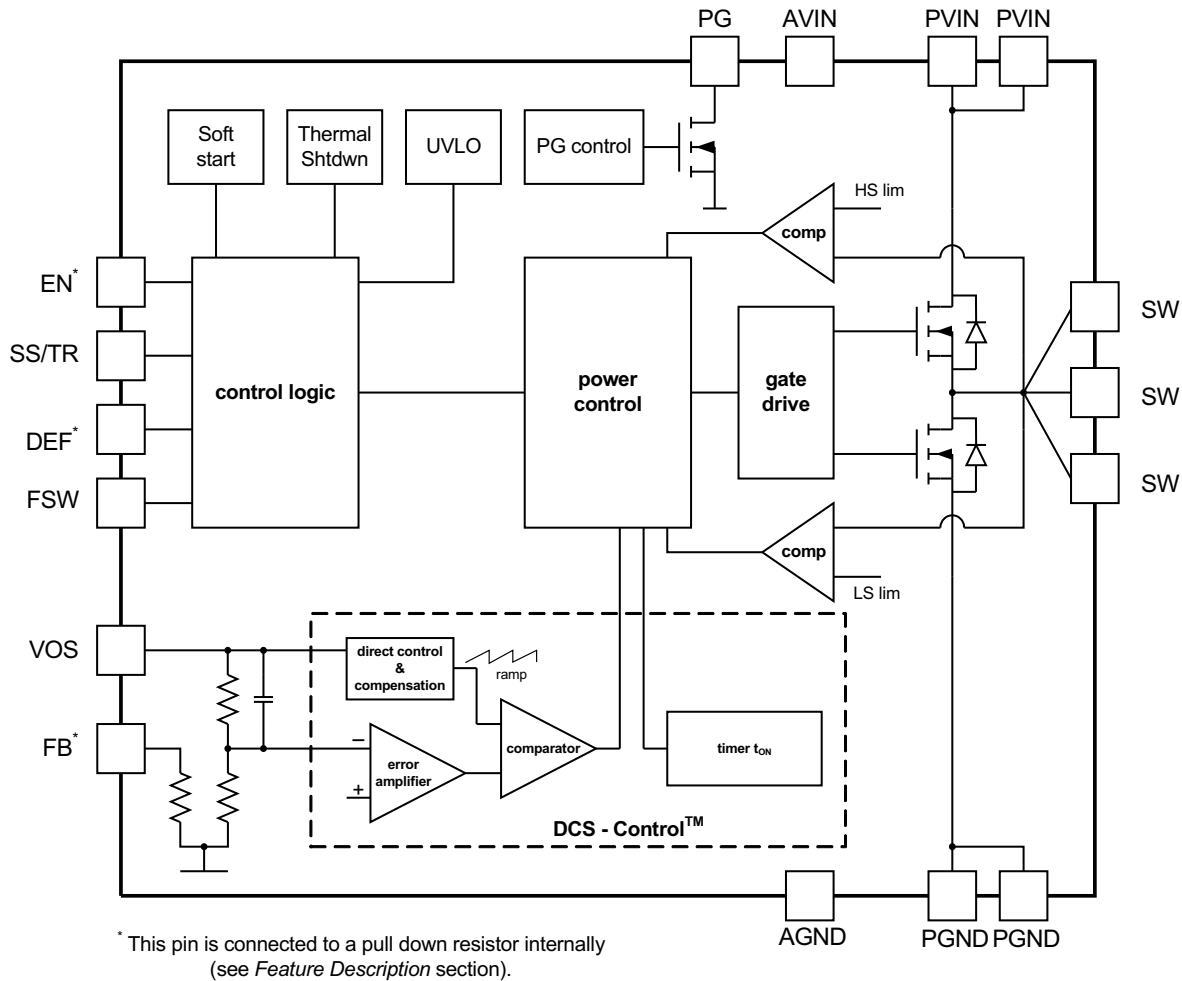 PG AVIN PVIN PVIN
Soft
start
Thermal
Shtdwn
UVLO
PG control
HS lim
comp
EN*
SS/TR
DEF*
FSW
control logic
power
control
gate
drive
SW
SW
SW
comp
LS lim
VOS
FB*
direct control
&
compensation
ramp
−
+
error
amplifier
comparator
timer tON
DCS - Control™
AGND PGND PGND
* This pin is connected to a pull down resistor internally
(see Feature Description section).